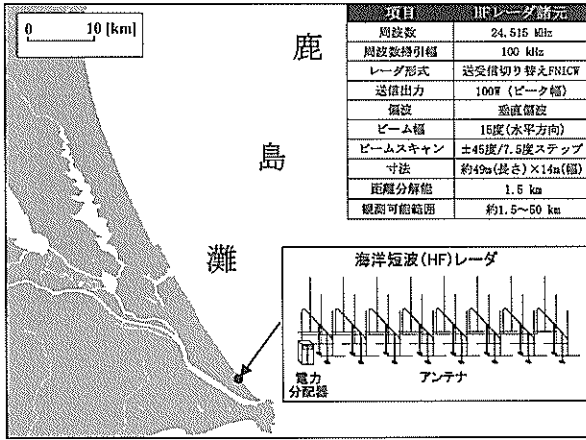 0 10 [km]
鹿
島
灘
項目 HFレーダ諸元
周波数 24.515 MHz
周波数掃引幅 100 kHz
レーダ形式 送受信切り替えFMICW
送信出力 100W (ピーク幅)
偏波 垂直偏波
ビーム幅 15度(水平方向)
ビームスキャン ±45度/7.5度ステップ
寸法 約49m(長さ)×14m(幅)
距離分解能 1.5 km
観測可能範囲 約1.5～50 km
海洋短波(HF)レーダ
電力
分配器
アンテナ